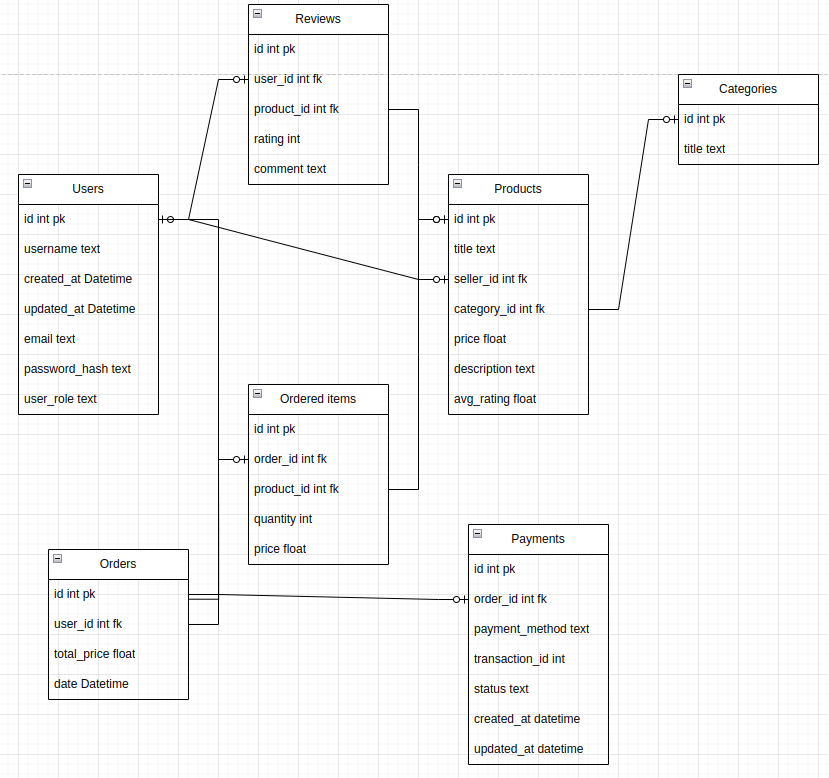 Reviews
id int pk
user_id int fk
product_id int fk
rating int
comment text
Categories
id int pk
title text
Users
id int pk
username text
created_at Datetime
updated_at Datetime
email text
password_hash text
user_role text
Products
id int pk
title text
seller_id int fk
category_id int fk
price float
description text
avg_rating float
Ordered items
id int pk
order_id int fk
product_id int fk
quantity int
price float
Orders
id int pk
user_id int fk
total_price float
date Datetime
Payments
id int pk
order_id int fk
payment_method text
transaction_id int
status text
created_at datetime
updated_at datetime